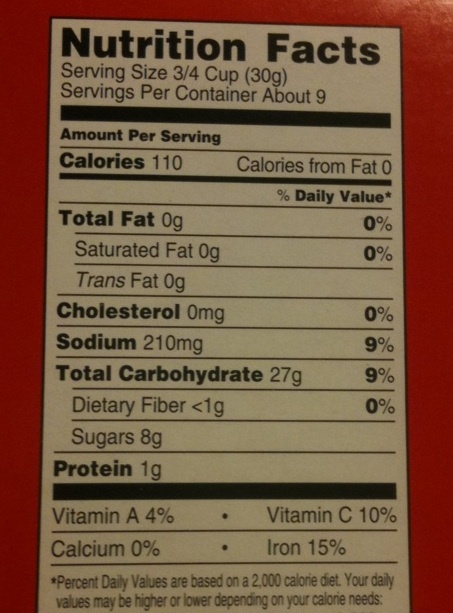 Nutrition Facts
Serving Size 3/4 Cup (30g)
Servings Per Container About 9
Amount Per Serving
Calories 110 Calories from Fat 0
% Daily Value*
Total Fat 0g 0%
Saturated Fat 0g 0%
Trans Fat 0g
Cholesterol 0mg 0%
Sodium 210mg 9%
Total Carbohydrate 27g 9%
Dietary Fiber <1g 0%
Sugars 8g
Protein 1g
Vitamin A 4% • Vitamin C 10%
Calcium 0% • Iron 15%
*Percent Daily Values are based on a 2,000 calorie diet. Your daily
values may be higher or lower depending on your calorie needs: